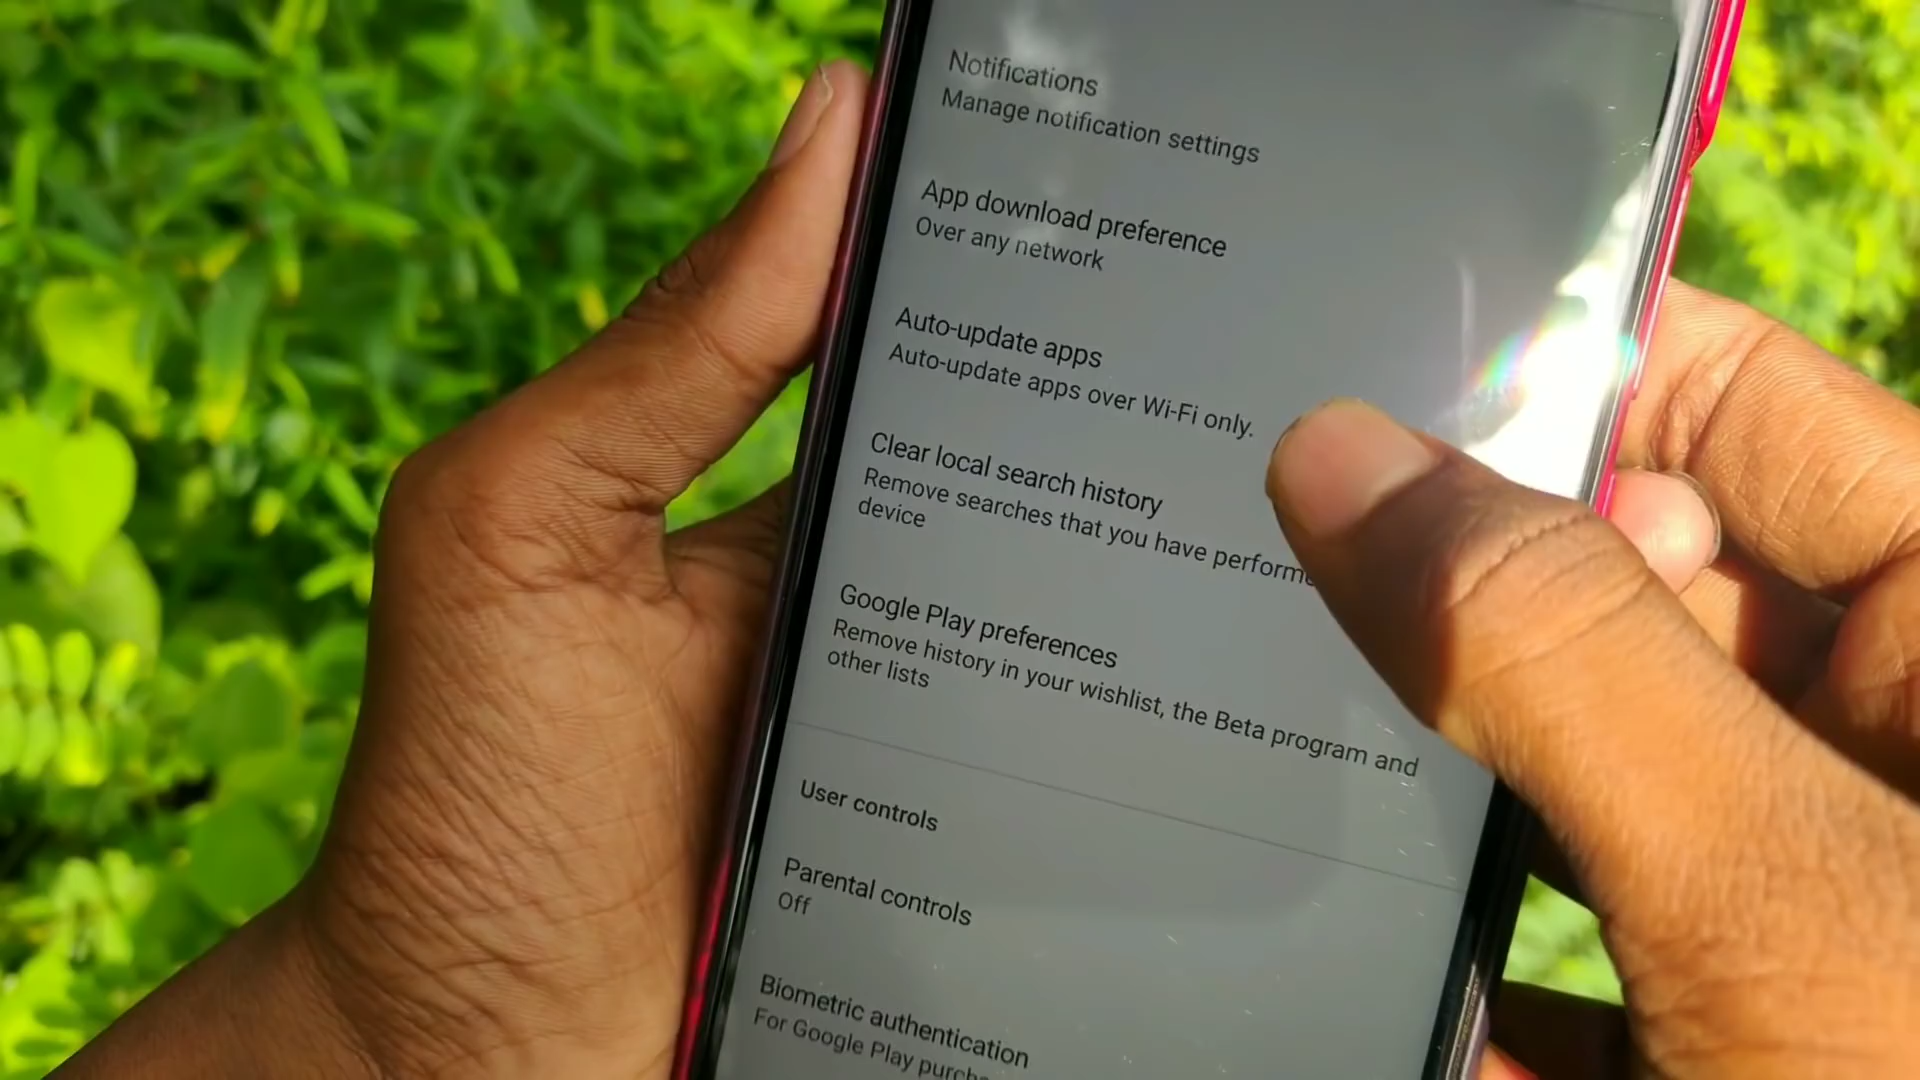 Notifications
Manage notification settings
App download preference
Over any network
Auto-update apps
Auto-update apps over Wi-Fi only.
Clear local search history
Remove searches that you have
device
Google Play preferences
Remove history in your wishlist, the Beta program and
other lists
User controls
Parental controls
Off
Biometric authentication
For Google Play